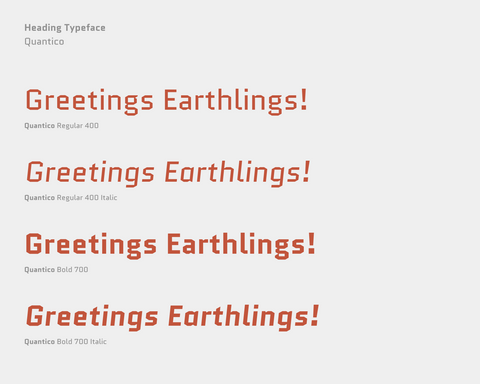 Heading Typeface
Quantico
Greetings Earthlings!
Quantico Regular 400
Greetings Earthlings!
Quantico Regular 400 Italic
Greetings Earthlings!
Quantico Bold 700
Greetings Earthlings!
Quantico Bold 700 Italic